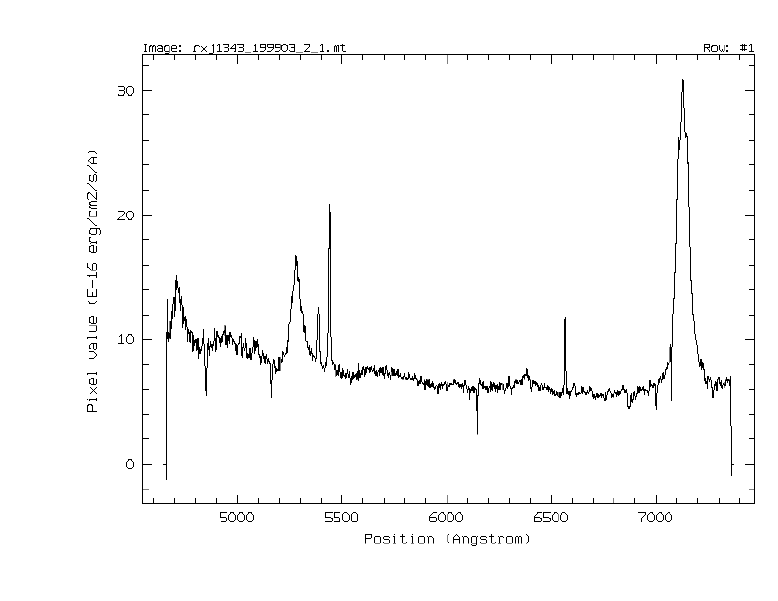 Image: rxj1343_199903_2_1.mt Row: #1
30
20
10
0
Pixel value (E-16 erg/cm2/s/A)
5000 5500 6000 6500 7000
Position (Angstrom)